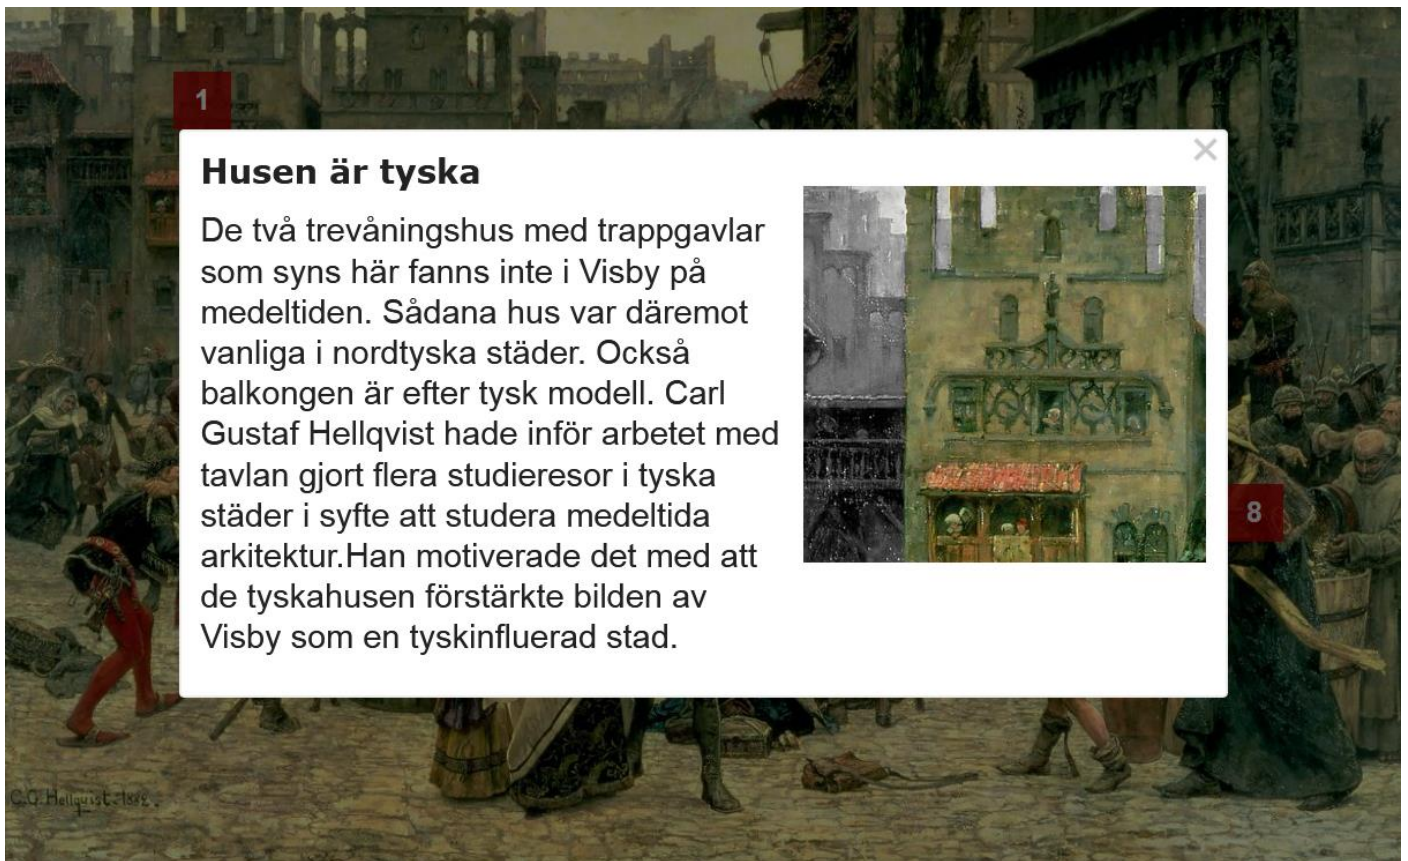 1
Husen är tyska
De två trevåningshus med trappgavlar
som syns här fanns inte i Visby på
medeltiden. Sådana hus var däremot
vanliga i nordtyska städer. Också
balkongen är efter tysk modell. Carl
Gustaf Hellqvist hade inför arbetet med
tavlan gjort flera studieresor i tyska
städer i syfte att studera medeltida
arkitektur.Han motiverade det med att
de tyskahusen förstärkte bilden av
Visby som en tyskinfluerad stad.
8
C.G. Hellquist.1882.